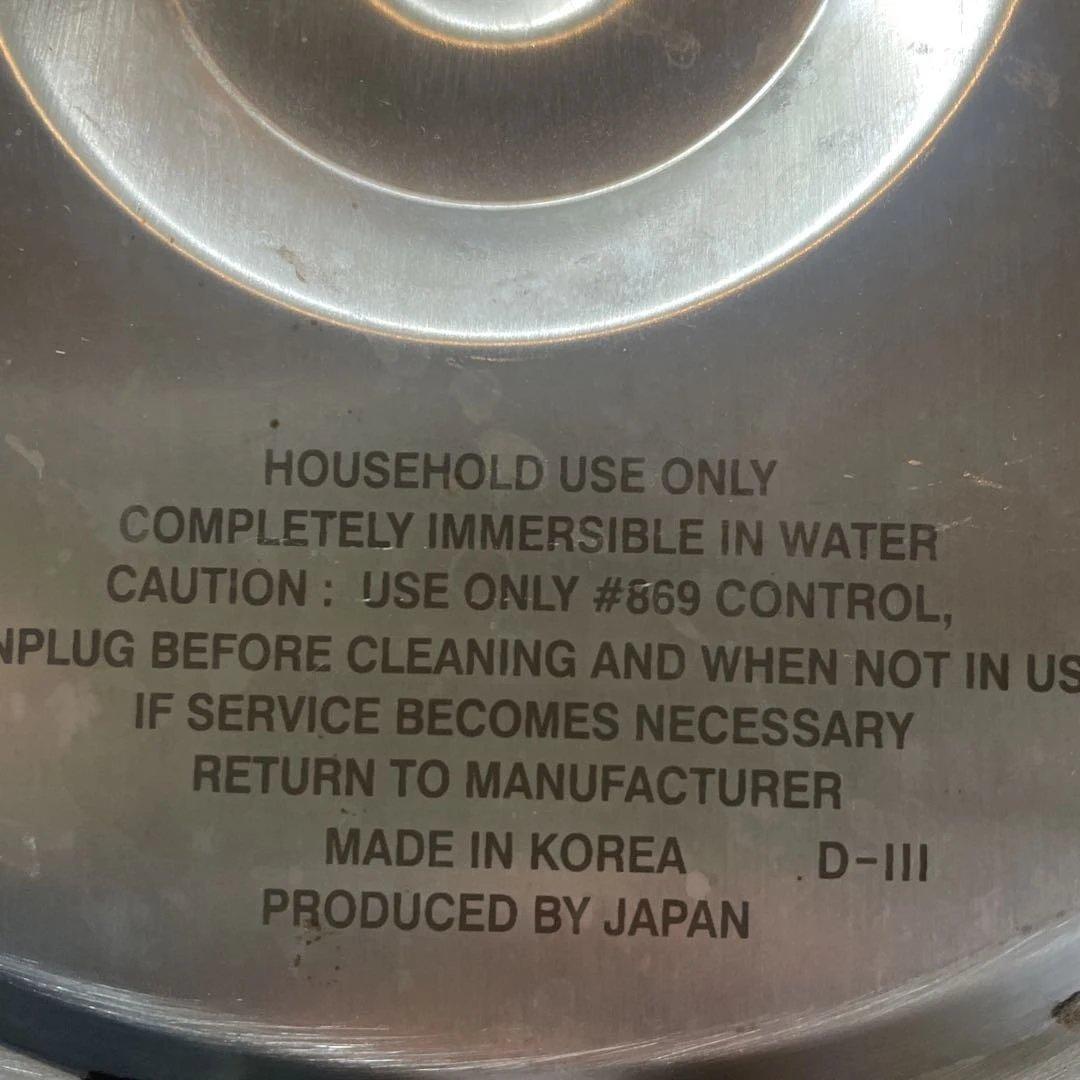 HOUSEHOLD USE ONLY
COMPLETELY IMMERSIBLE IN WATER
CAUTION : USE ONLY #869 CONTROL,
NPLUG BEFORE CLEANING AND WHEN NOT IN US
IF SERVICE BECOMES NECESSARY
RETURN TO MANUFACTURER
MADE IN KOREA . D-III
PRODUCED BY JAPAN